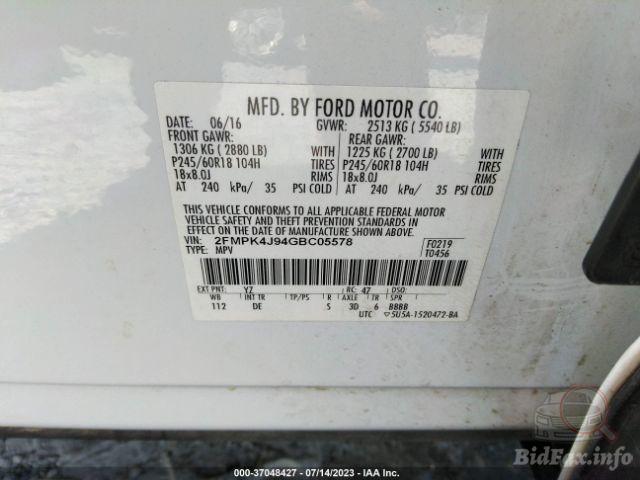 MFD. BY FORD MOTOR CO.
DATE: 06/16 GVWR: 2513 KG ( 5540 LB)
FRONT GAWR: REAR GAWR:
1306 KG ( 2880 LB) WITH 1225 KG ( 2700 LB) WITH
P245/60R18 104H TIRES P245/60R18 104H TIRES
18x8.0J RIMS 18x8.0J RIMS
AT 240 kPa/ 35 PSI COLD AT 240 kPa/ 35 PSI COLD
THIS VEHICLE CONFORMS TO ALL APPLICABLE FEDERAL MOTOR
VEHICLE SAFETY AND THEFT PREVENTION STANDARDS IN
EFFECT ON THE DATE OF MANUFACTURE SHOWN ABOVE.
VIN: 2FMPK4J94GBC05578 F0219
TYPE: MPV T0456
EXT PNT: YZ RC: 47 DSO:
WB INT TR TP/PS R AXLE TR SPR
112 DE S 3D 6 BBBB
UTC ▽5U5A-1520472-BA
000-37048427 - 07/14/2023 - IAA Inc.
BidFax.info